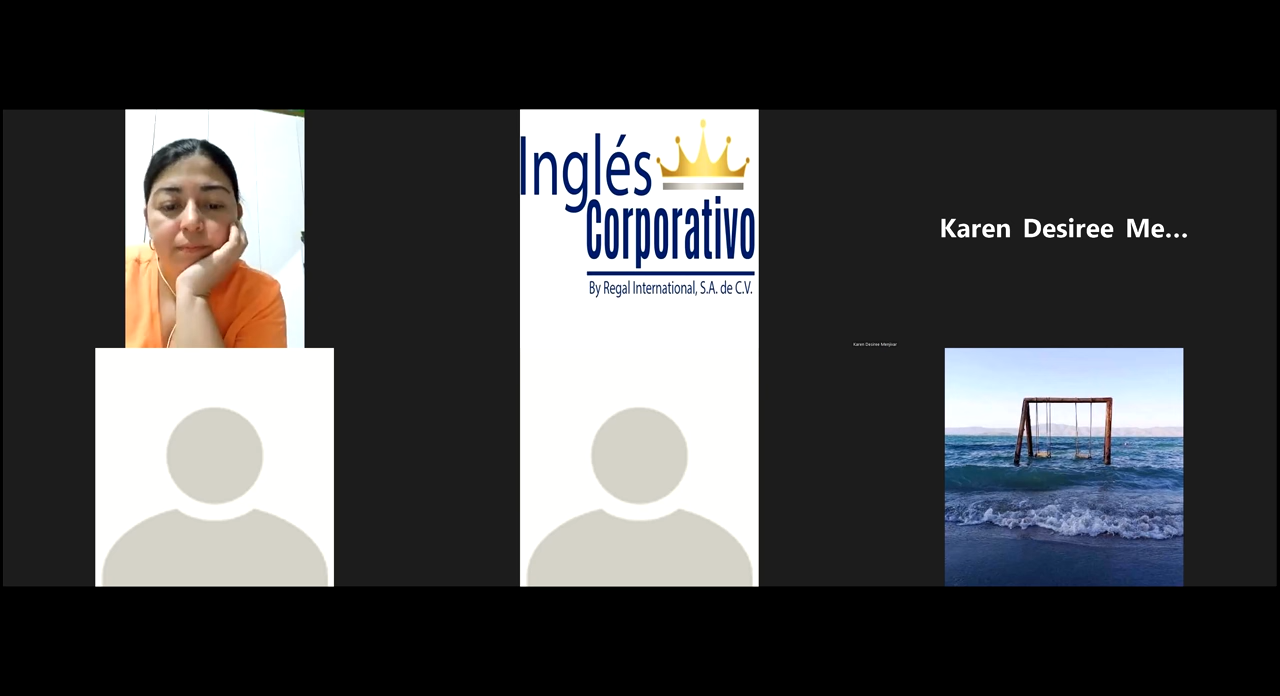 Inglés
Corporativo
By Regal International, S.A. de C.V.
Karen Desiree Me...
Karen Desiree Menjivar